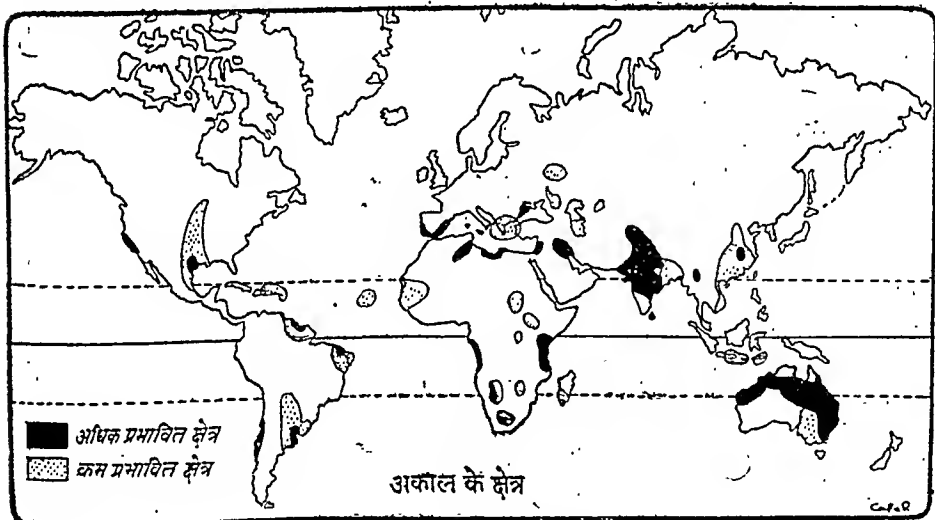 अधिक प्रभावित क्षेत्र
कम प्रभावित क्षेत्र
अकाल के क्षेत्र